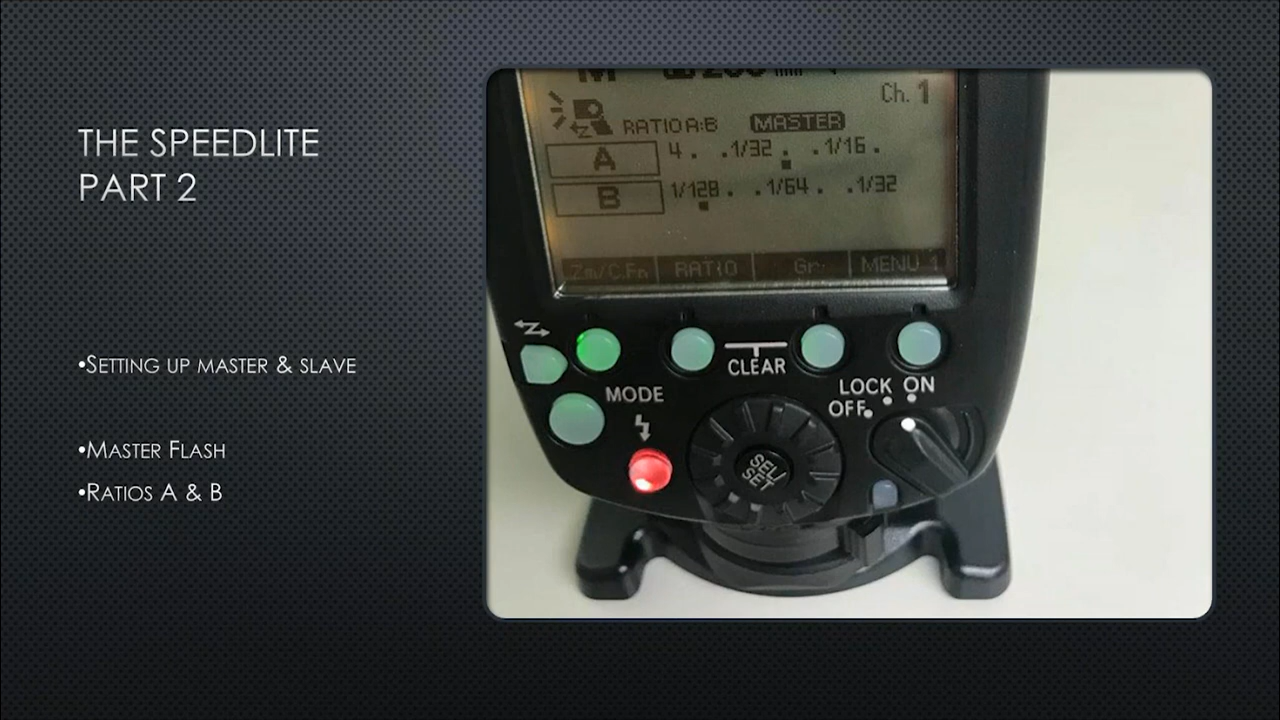 THE SPEEDLITE
PART 2
•SETTING UP MASTER & SLAVE
•MASTER FLASH
•RATIOS A & B
Ch. 1
RATIO A:B MASTER
A 4 . .1/32 . .1/16 .
B 1/128 . .1/64 . .1/32
Zm/C.Fn RATIO Gr MENU 1
CLEAR
MODE
LOCK ON
OFF
SEL/
SET